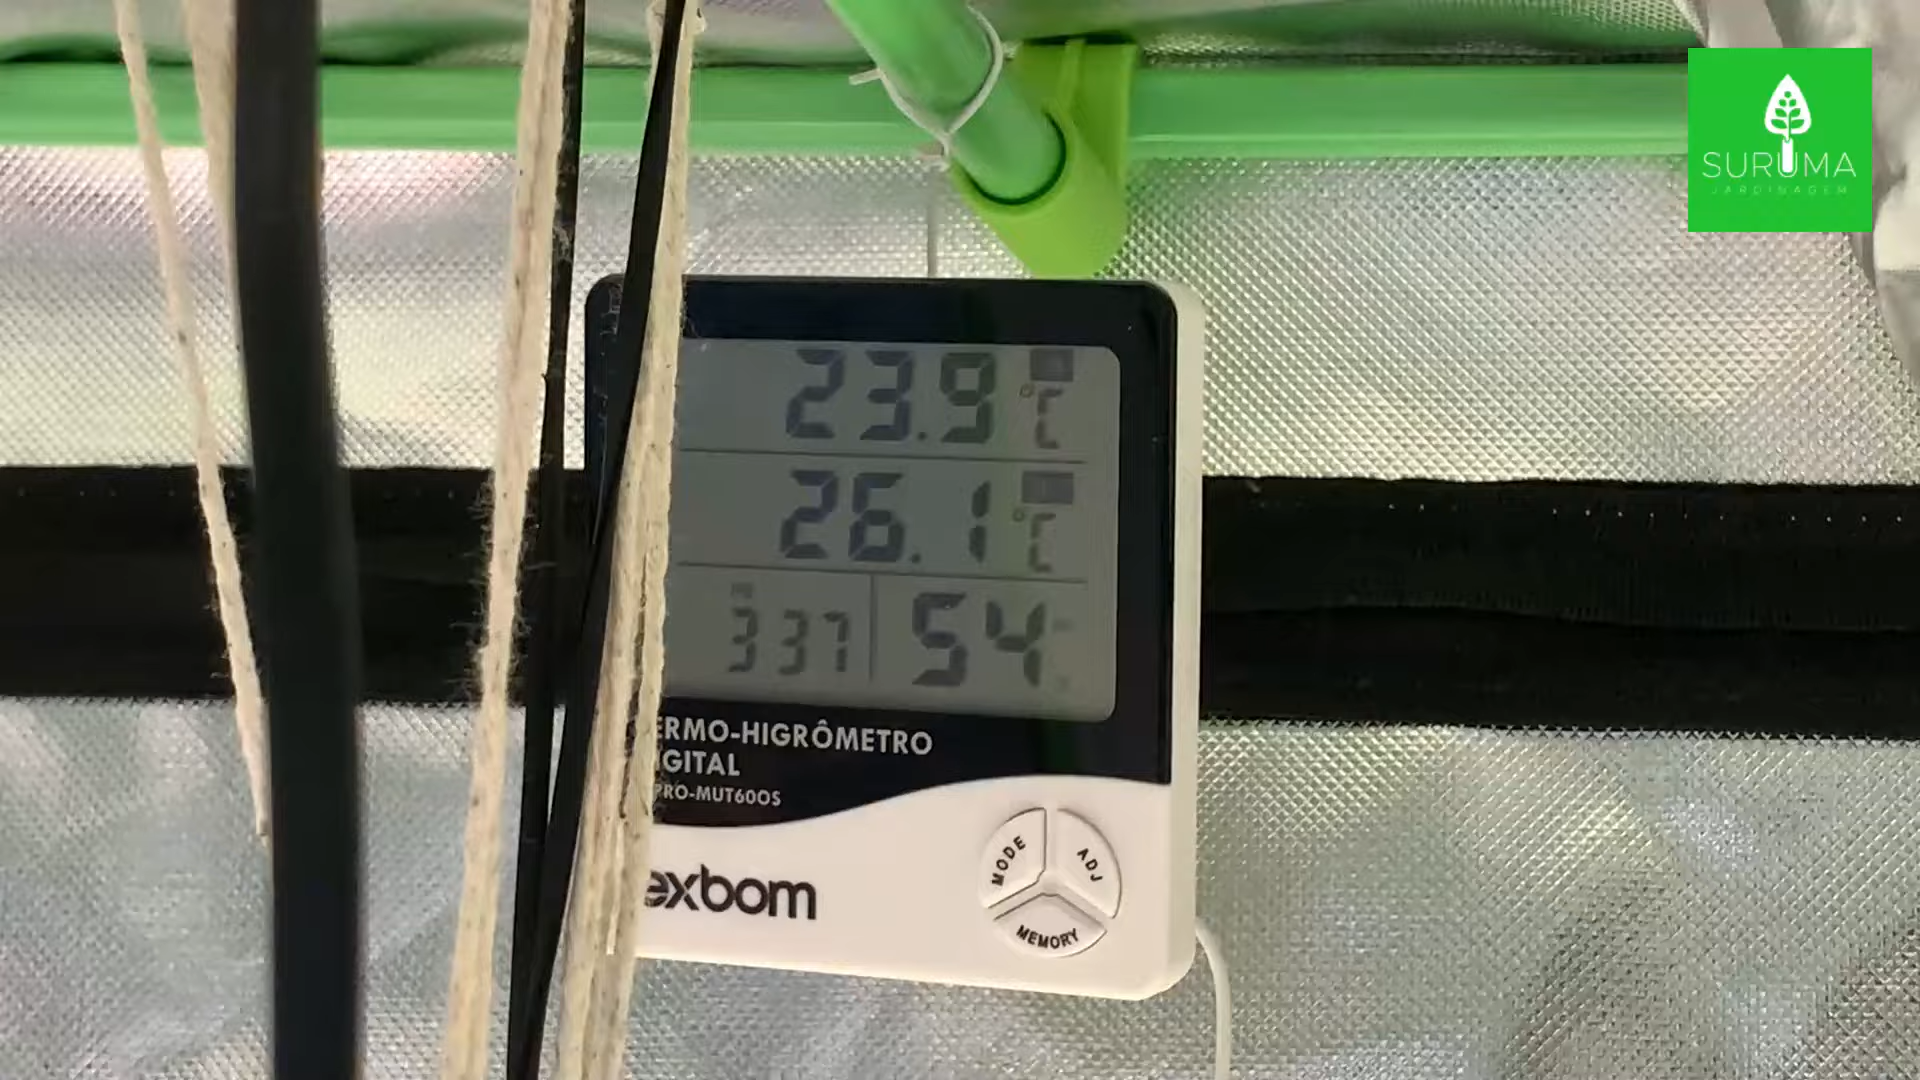 SURUMA
JARDINAGEM
23.9 °C
26.1 °C
337
54
ERMO-HIGRÔMETRO
IGITAL
PRO-MUT600S
exbom
MODE
ADJ
MEMORY